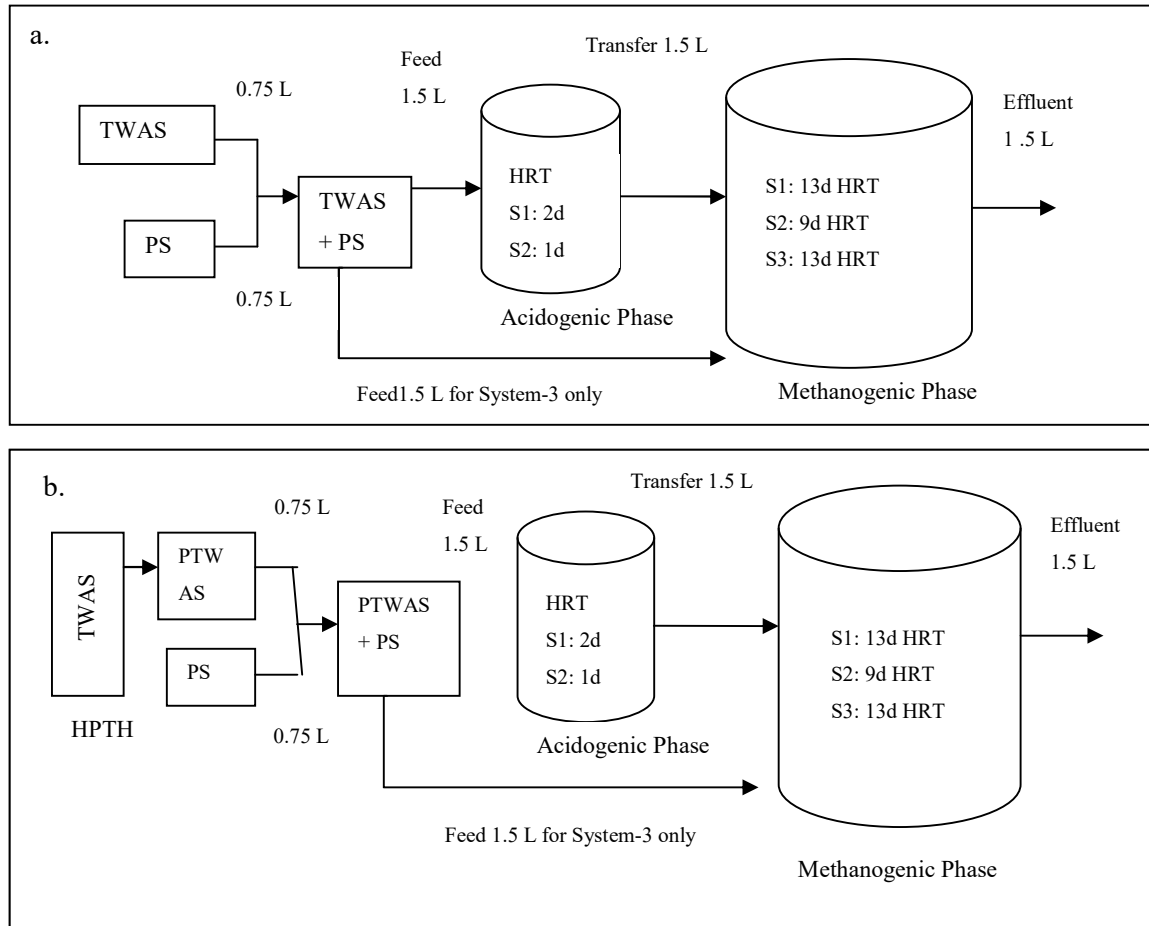 a.
TWAS
PS
0.75 L
0.75 L
TWAS
+ PS
Feed
1.5 L
HRT
S1: 2d
S2: 1d
Acidogenic Phase
Transfer 1.5 L
S1: 13d HRT
S2: 9d HRT
S3: 13d HRT
Methanogenic Phase
Effluent
1 .5 L
Feed1.5 L for System-3 only
b.
TWAS
HPTH
PTW
AS
PS
0.75 L
0.75 L
PTWAS
+ PS
Feed
1.5 L
HRT
S1: 2d
S2: 1d
Acidogenic Phase
Transfer 1.5 L
S1: 13d HRT
S2: 9d HRT
S3: 13d HRT
Methanogenic Phase
Effluent
1.5 L
Feed 1.5 L for System-3 only